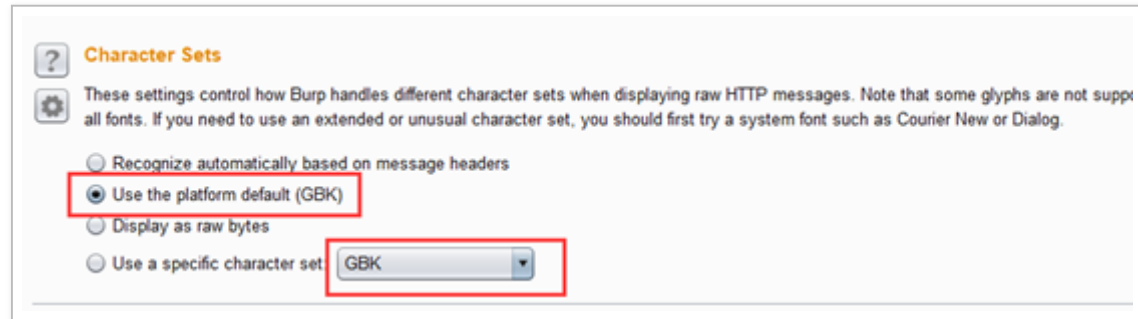 Character Sets
These settings control how Burp handles different character sets when displaying raw HTTP messages. Note that some glyphs are not suppo
all fonts. If you need to use an extended or unusual character set, you should first try a system font such as Courier New or Dialog.
Recognize automatically based on message headers
Use the platform default (GBK)
Display as raw bytes
Use a specific character set: GBK